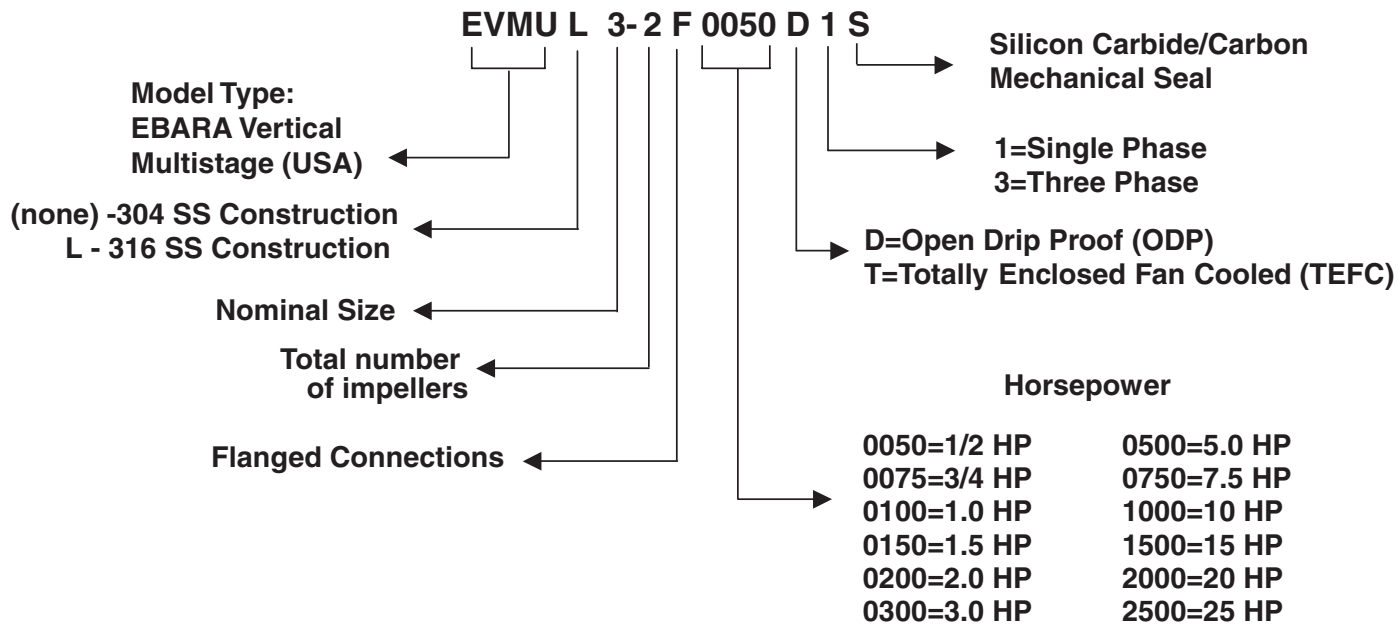 EVMU L 3- 2 F 0050 D 1 S
Silicon Carbide/Carbon
Mechanical Seal
Model Type:
EBARA Vertical
Multistage (USA)
1=Single Phase
3=Three Phase
(none) -304 SS Construction
L - 316 SS Construction
D=Open Drip Proof (ODP)
T=Totally Enclosed Fan Cooled (TEFC)
Nominal Size
Total number
of impellers
Flanged Connections
Horsepower
0050=1/2 HP 0500=5.0 HP
0075=3/4 HP 0750=7.5 HP
0100=1.0 HP 1000=10 HP
0150=1.5 HP 1500=15 HP
0200=2.0 HP 2000=20 HP
0300=3.0 HP 2500=25 HP